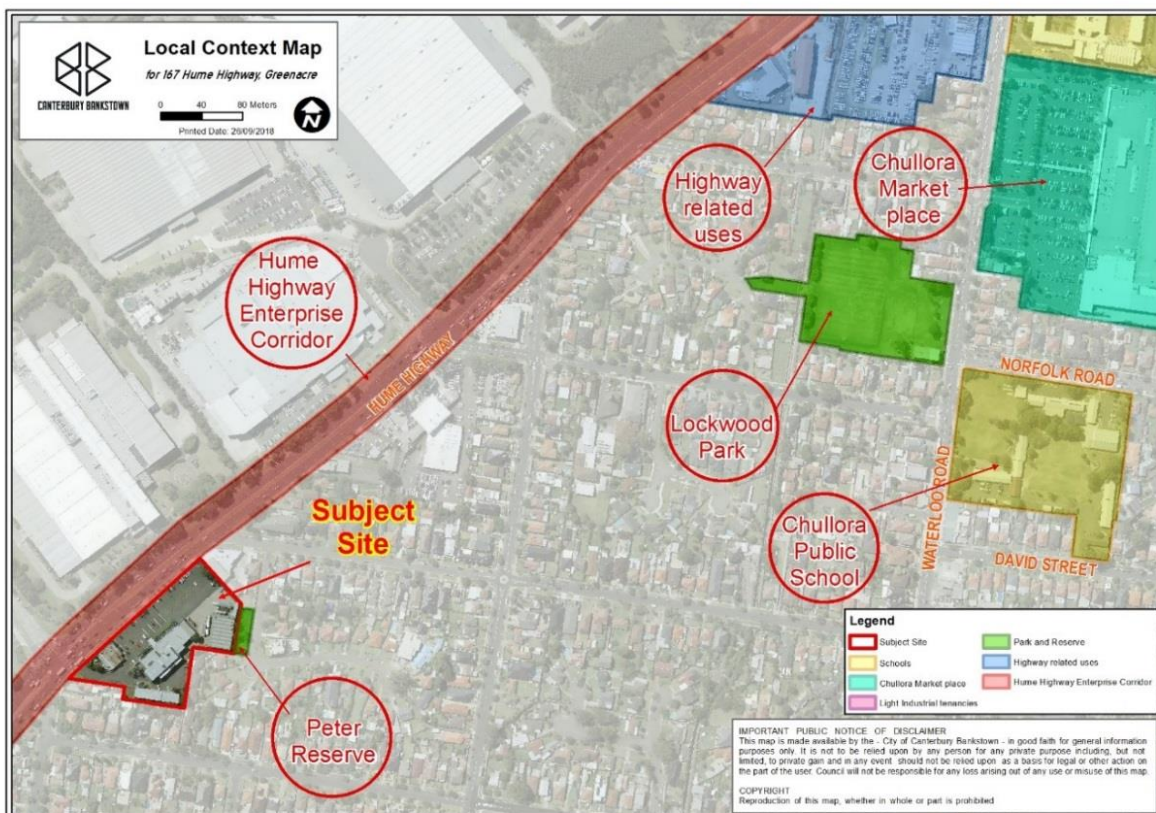 Local Context Map
for 167 Hume Highway, Greenacre
CANTERBURY BANKSTOWN
0 40 80 Meters
N
Printed Date: 26/09/2018
Highway
related
uses
Chullora
Market
place
Hume
Highway
Enterprise
Corridor
HUME HIGHWAY
Lockwood
Park
NORFOLK ROAD
WATERLOO ROAD
Chullora
Public
School
DAVID STREET
Subject
Site
Peter
Reserve
Legend
Subject Site
Schools
Chullora Market place
Light Industrial tenancies
Park and Reserve
Highway related uses
Hume Highway Enterprise Corridor
IMPORTANT PUBLIC NOTICE OF DISCLAIMER
This map is made available by the - City of Canterbury Bankstown - in good faith for general information
purposes only. It is not to be relied upon by any person for any private purpose including, but not
limited, to private gain and in any event should not be relied upon as a basis for legal or other action on
the part of the user. Council will not be responsible for any loss arising out of any use or misuse of this map.
COPYRIGHT
Reproduction of this map, whether in whole or part is prohibited